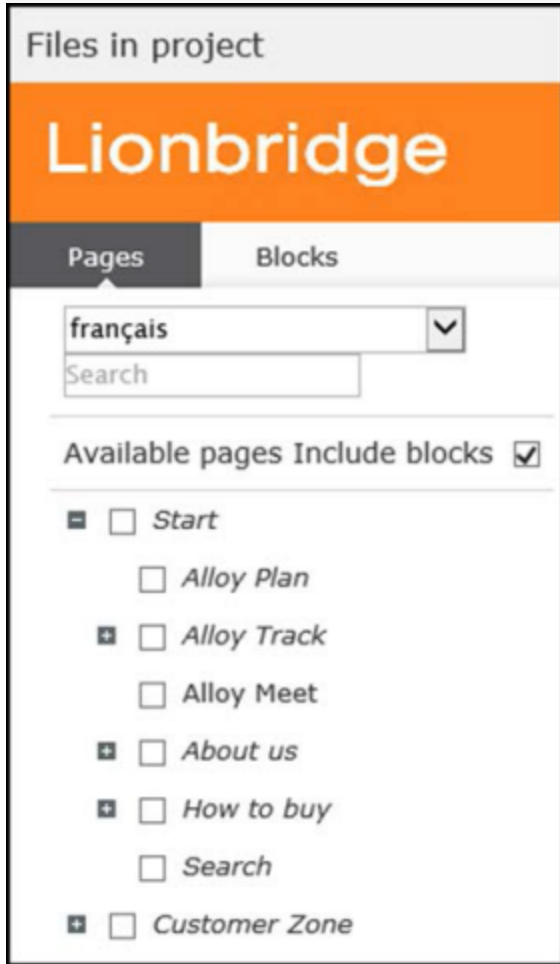 Files in project
Lionbridge
Pages Blocks
français
Search
Available pages Include blocks
Start
Alloy Plan
Alloy Track
Alloy Meet
About us
How to buy
Search
Customer Zone